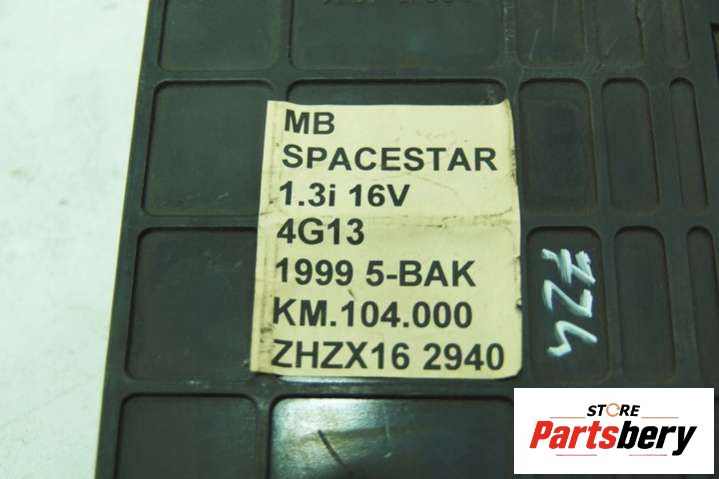 MB
SPACESTAR
1.3i 16V
4G13
1999 5-BAK
KM.104.000
ZHZX16 2940
STORE
Partsbery